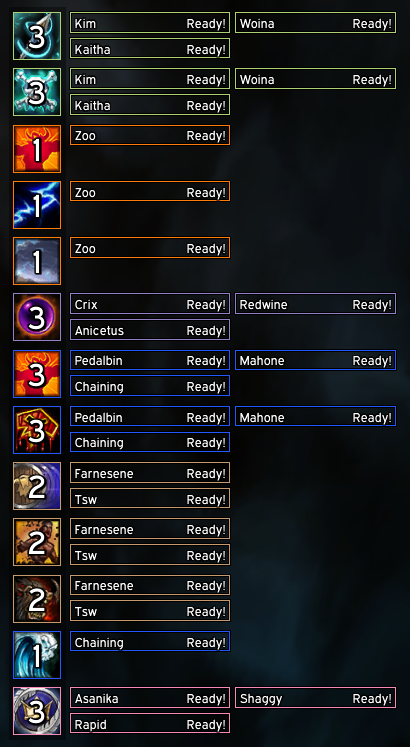 3 Kim Ready! Woina Ready!
Kaitha Ready!
3 Kim Ready! Woina Ready!
Kaitha Ready!
1 Zoo Ready!
1 Zoo Ready!
1 Zoo Ready!
3 Crix Ready! Redwine Ready!
Anicetus Ready!
3 Pedalbin Ready! Mahone Ready!
Chaining Ready!
3 Pedalbin Ready! Mahone Ready!
Chaining Ready!
2 Farnesene Ready!
Tsw Ready!
2 Farnesene Ready!
Tsw Ready!
2 Farnesene Ready!
Tsw Ready!
1 Chaining Ready!
3 Asanika Ready! Shaggy Ready!
Rapid Ready!